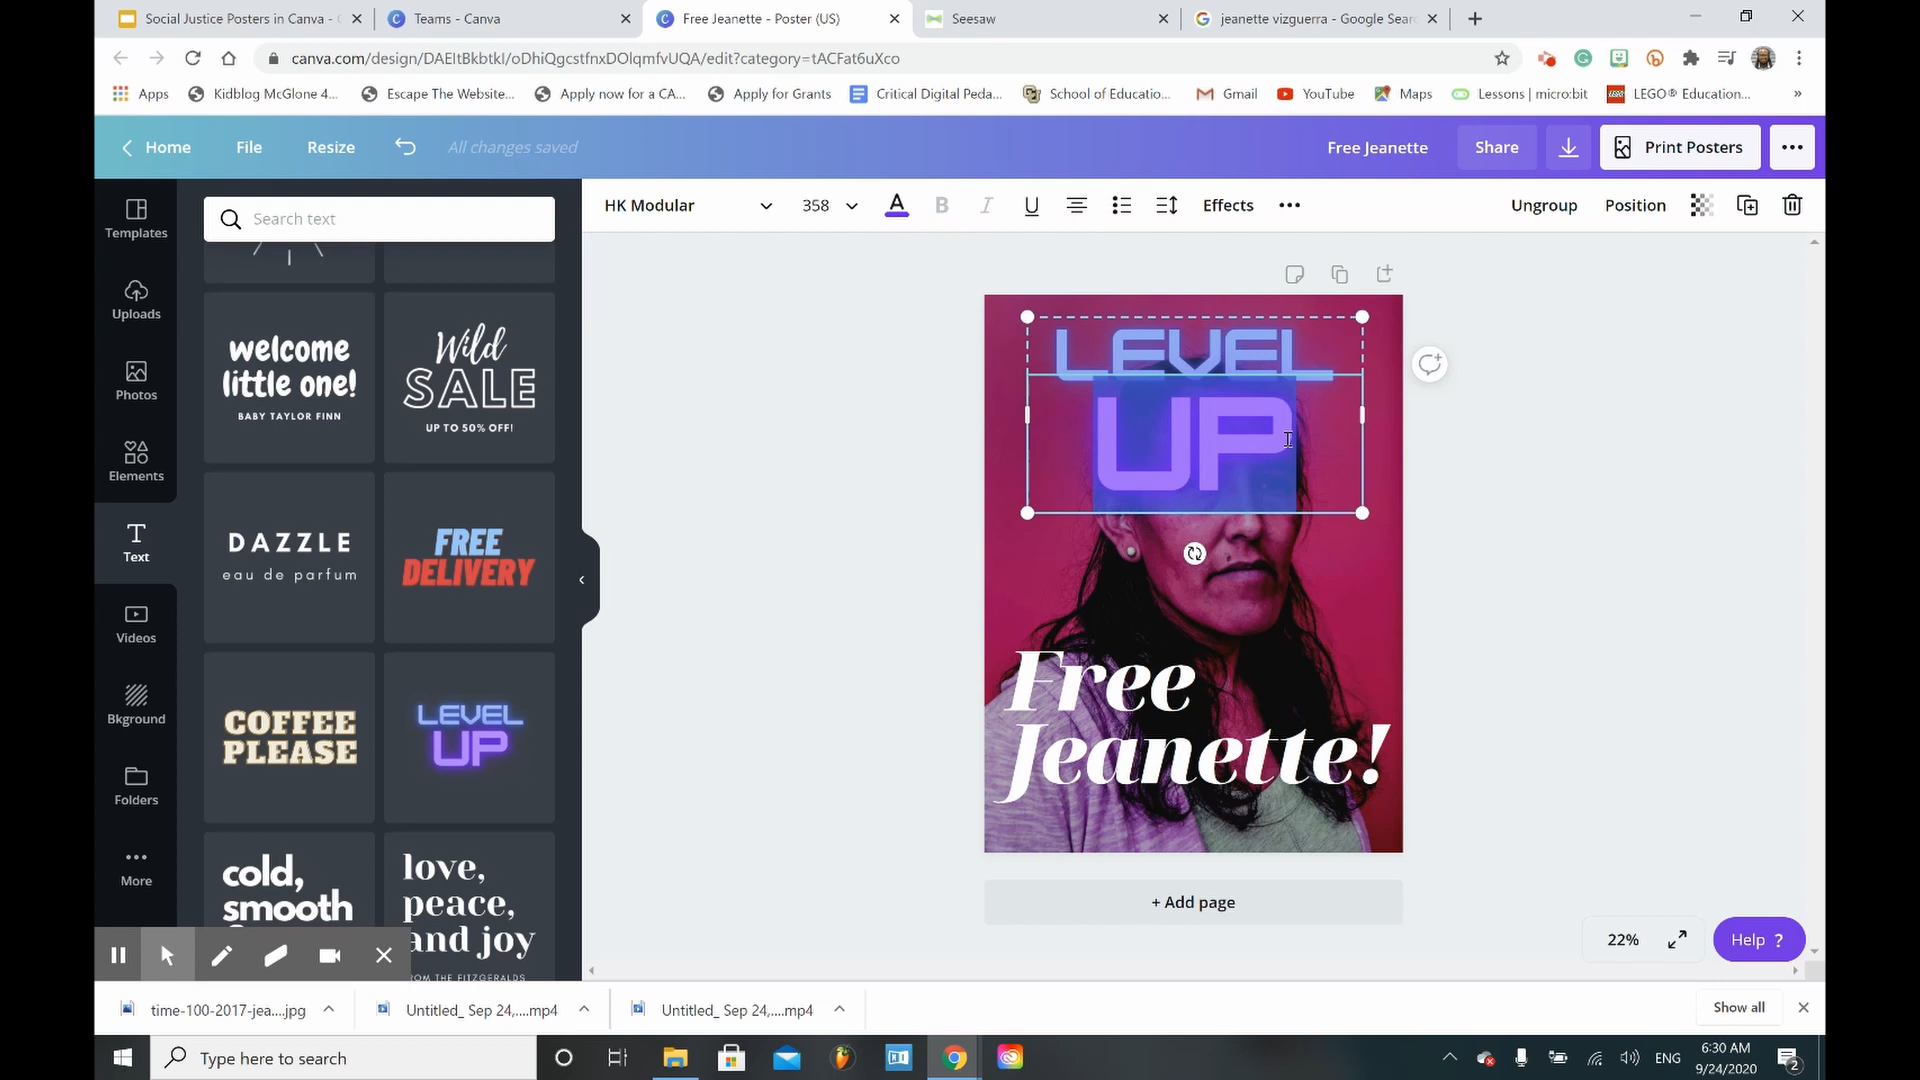 Social Justice Posters in Canva -
Teams - Canva
Free Jeanette - Poster (US)
Seesaw
jeanette vizguerra - Google Sear
canva.com/design/DAEItBkbtkI/oDhiQgcstfnxDOlqmfvUQA/edit?category=tACFat6uXco
Apps
Kidblog McGlone 4...
Escape The Website...
Apply now for a CA...
Apply for Grants
Critical Digital Peda...
School of Educatio...
Gmail
YouTube
Maps
Lessons | micro:bit
LEGO® Education...
»
Home
File
Resize
All changes saved
Free Jeanette
Share
Print Posters
HK Modular
358
A
B
I
U
Effects
Ungroup
Position
Templates
Uploads
Photos
Elements
Text
Videos
Bkground
Folders
More
Search text
welcome
little one!
BABY TAYLOR FINN
Wild
SALE
UP TO 50% OFF!
DAZZLE
eau de parfum
FREE
DELIVERY
COFFEE
PLEASE
LEVEL
UP
cold,
smooth
love,
peace,
and joy
FROM THE FITZGERALDS
LEVEL
UP
Free
Jeanette!
+ Add page
22%
Help ?
time-100-2017-jea....jpg
Untitled_ Sep 24,....mp4
Untitled_ Sep 24,....mp4
Show all
Type here to search
ENG
6:30 AM
9/24/2020
2